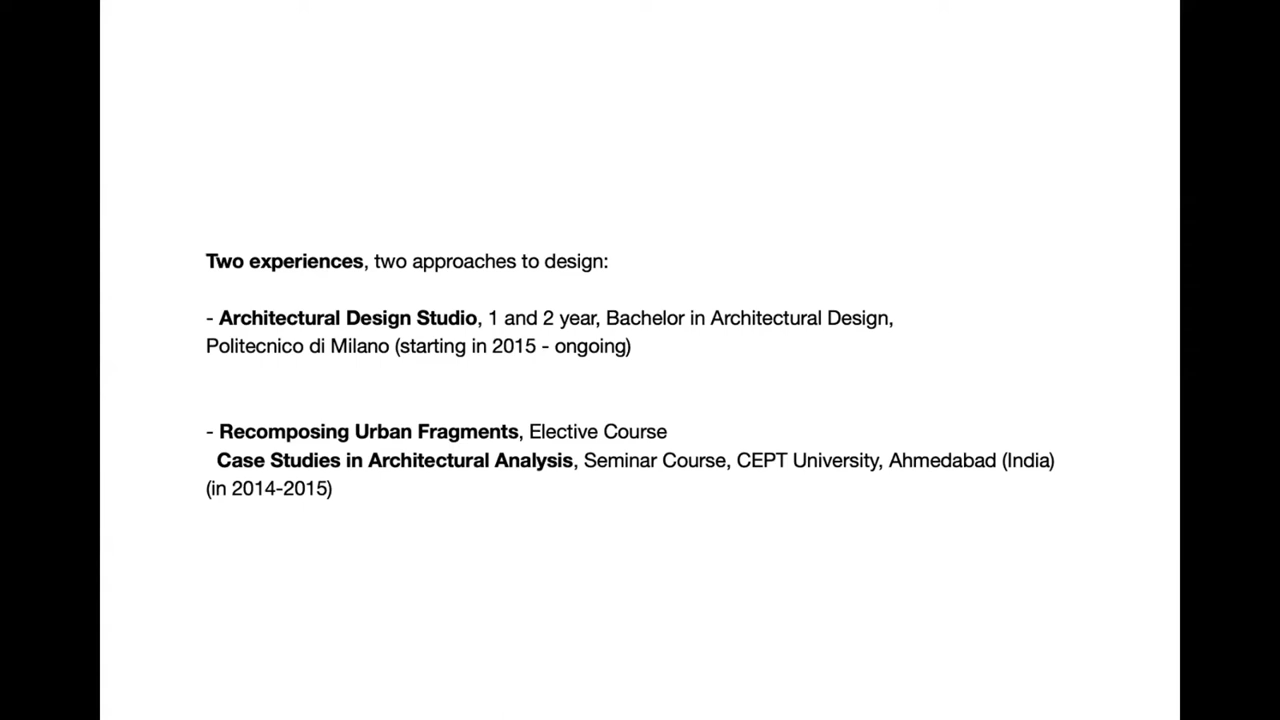 Two experiences, two approaches to design:
- Architectural Design Studio, 1 and 2 year, Bachelor in Architectural Design,
Politecnico di Milano (starting in 2015 - ongoing)
- Recomposing Urban Fragments, Elective Course
Case Studies in Architectural Analysis, Seminar Course, CEPT University, Ahmedabad (India)
(in 2014-2015)